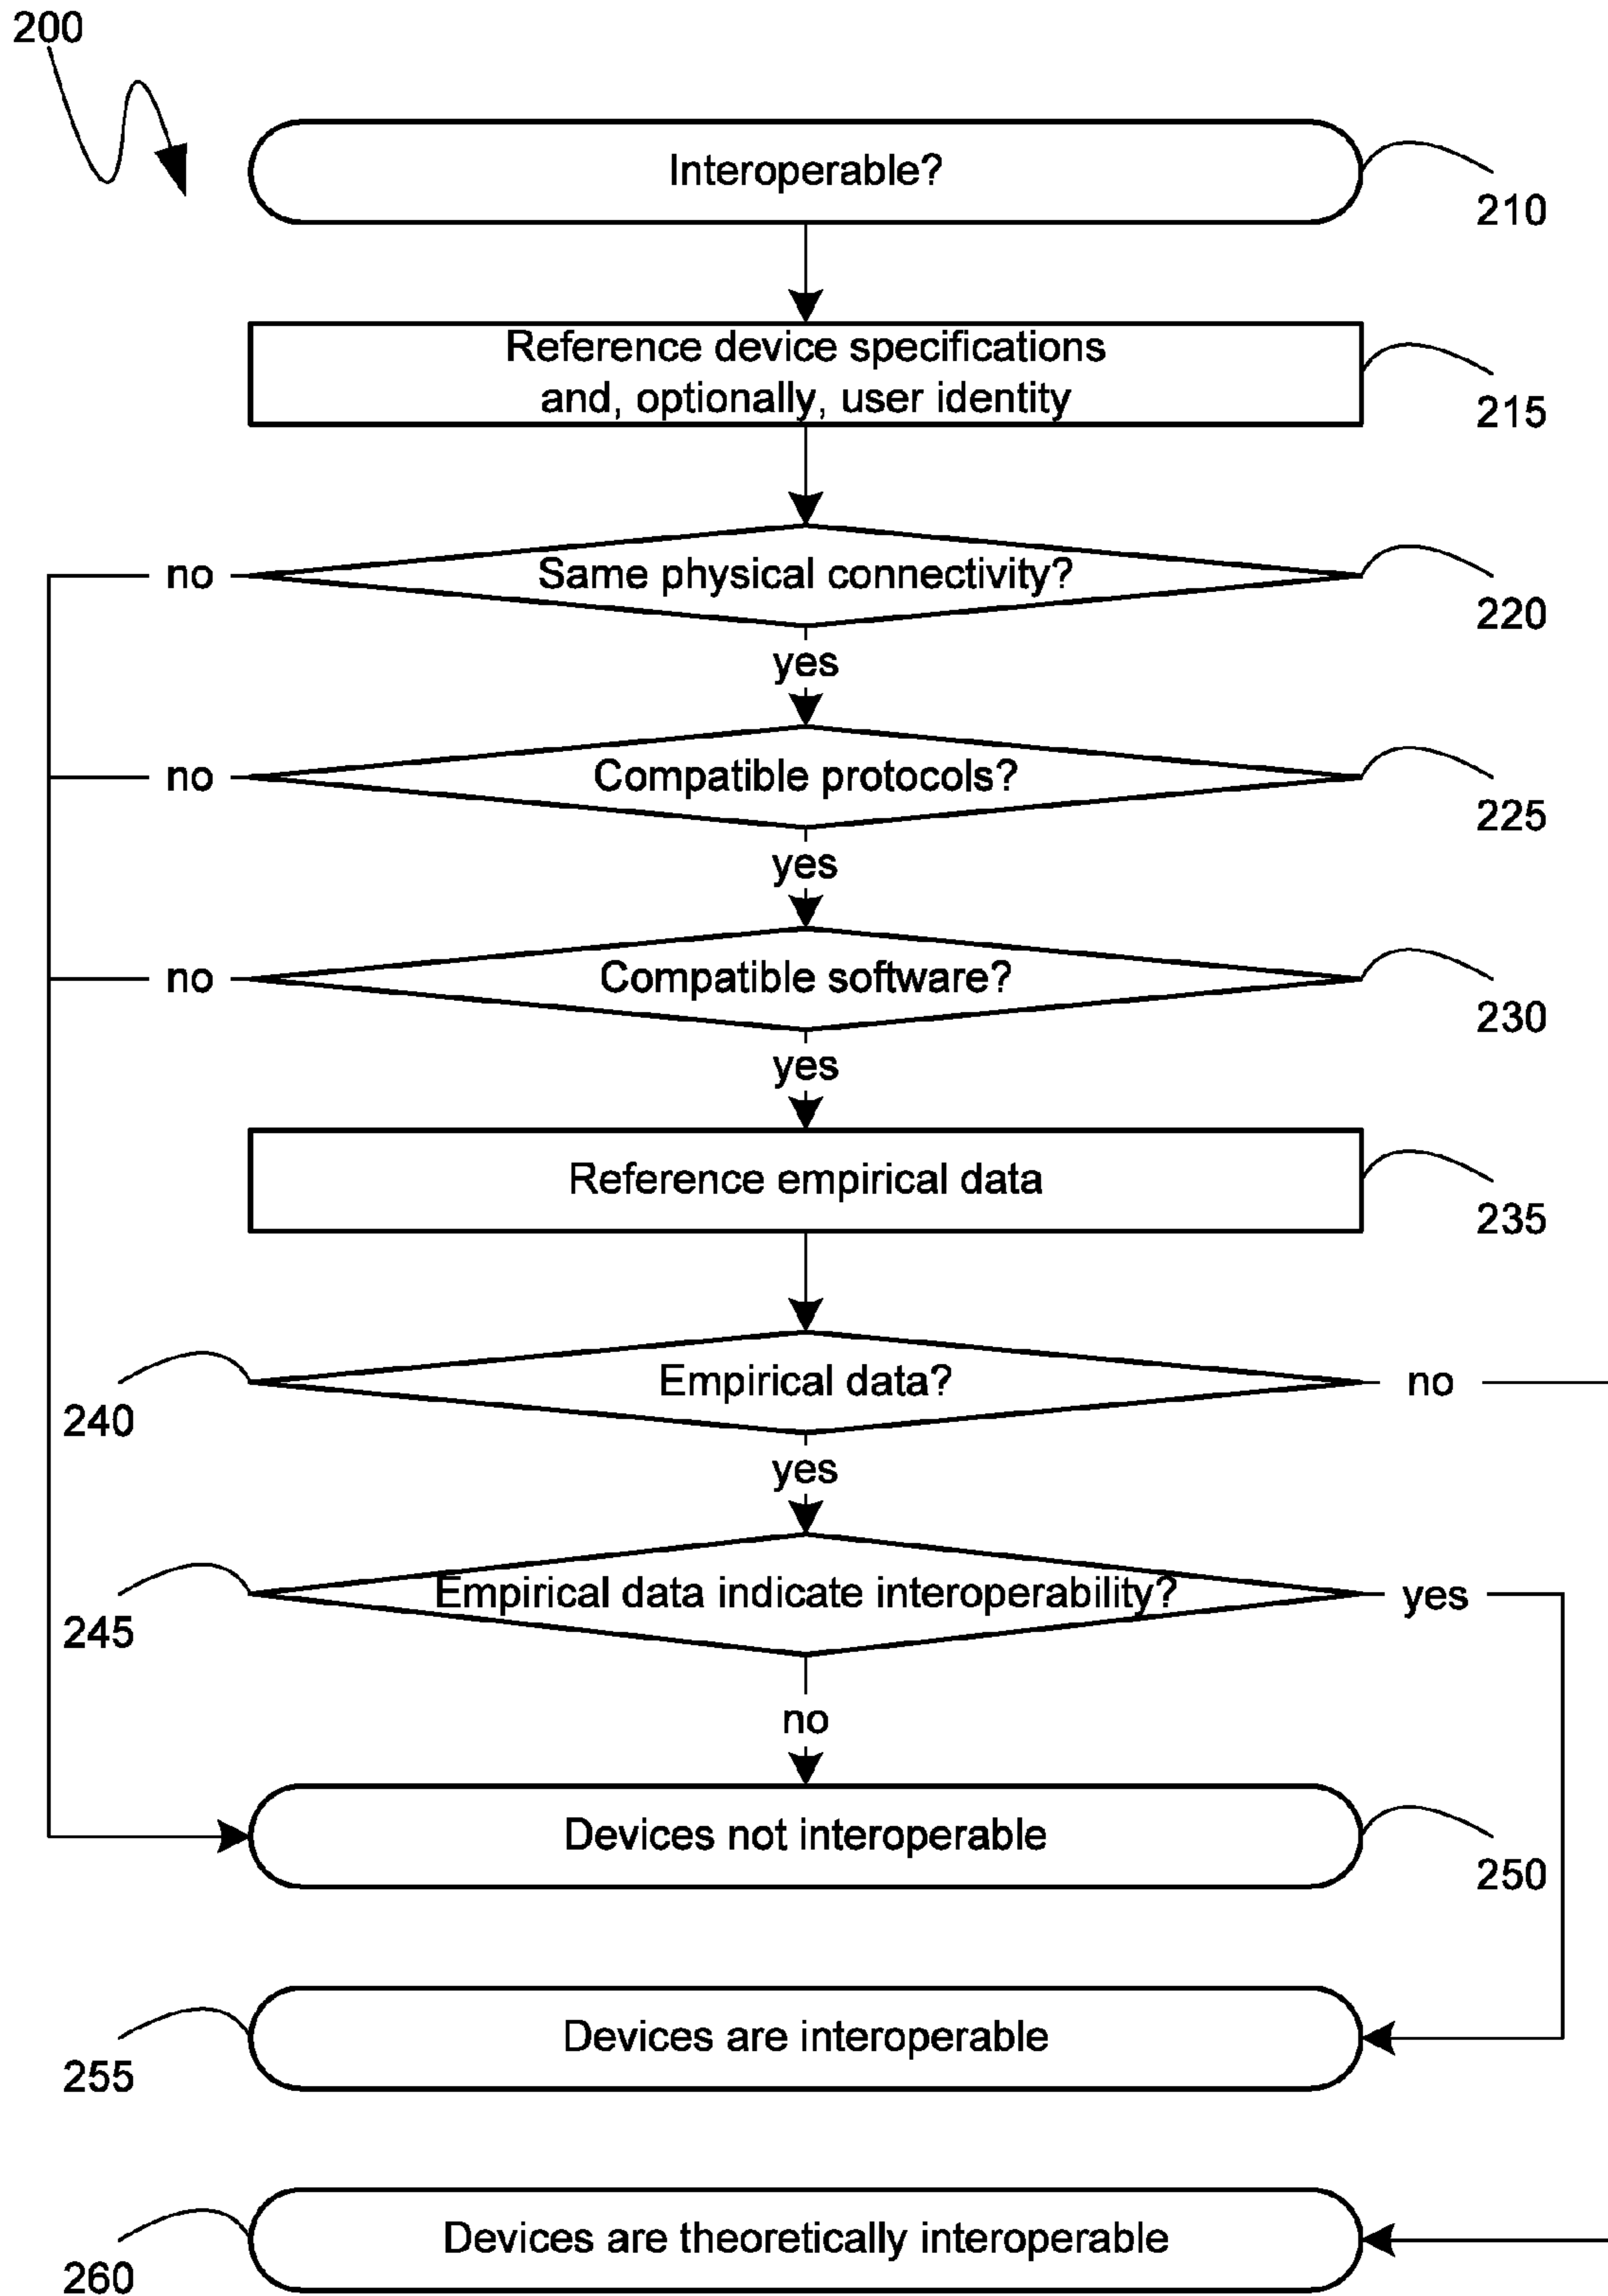 200
Interoperable?
210
Reference device specifications
and, optionally, user identity
215
no
Same physical connectivity?
220
yes
no
Compatible protocols?
225
yes
no
Compatible software?
230
yes
Reference empirical data
235
Empirical data?
no
240
yes
Empirical data indicate interoperability?
yes
245
no
Devices not interoperable
250
Devices are interoperable
255
Devices are theoretically interoperable
260